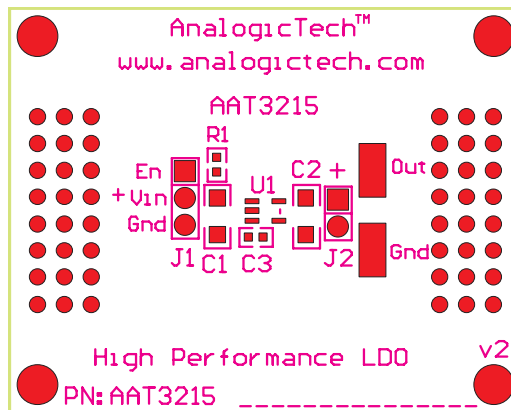 AnalogicTech™
www.analogictech.com
AAT3215
R1
En
U1
C2 +
Out
+ Vin
Gnd
Gnd
J1 C1 C3 J2
High Performance LDO v2
PN: AAT3215 _______________